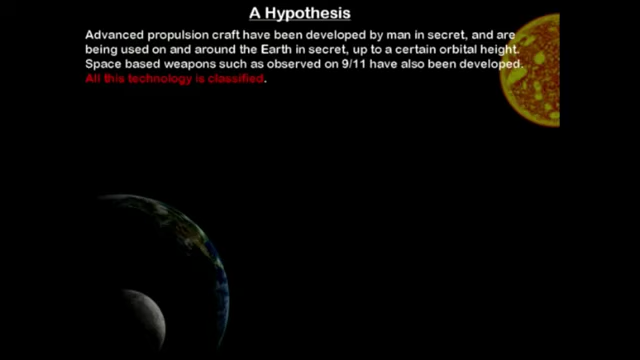 A Hypothesis
Advanced propulsion craft have been developed by man in secret, and are
being used on and around the Earth in secret, up to a certain orbital height.
Space based weapons such as observed on 9/11 have also been developed.
All this technology is classified.